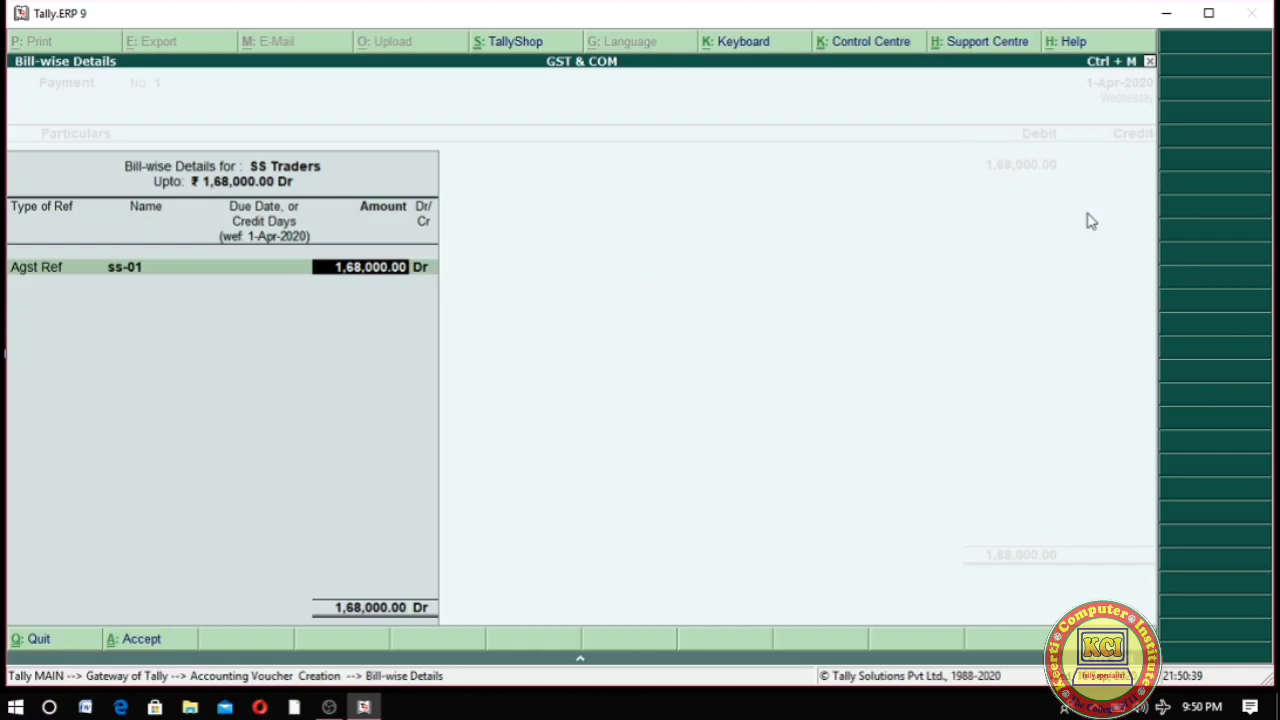 Tally.ERP 9
P: Print E: Export M: E-Mail O: Upload S: TallyShop G: Language K: Keyboard K: Control Centre H: Support Centre H: Help
Bill-wise Details GST & COM Ctrl + M
Payment No. 1 1-Apr-2020
Wednesday
Particulars Debit Credit
1,68,000.00
Bill-wise Details for : SS Traders
Upto: ₹ 1,68,000.00 Dr
Type of Ref Name Due Date, or Amount Dr/
Credit Days Cr
(wef: 1-Apr-2020)
Agst Ref ss-01 1,68,000.00 Dr
1,68,000.00
1,68,000.00 Dr
Q: Quit A: Accept
Tally MAIN --> Gateway of Tally --> Accounting Voucher Creation --> Bill-wise Details © Tally Solutions Pvt Ltd., 1988-2020 21:50:39
Keerti Computer Institute
KCI
Tally Specialist
9:50 PM